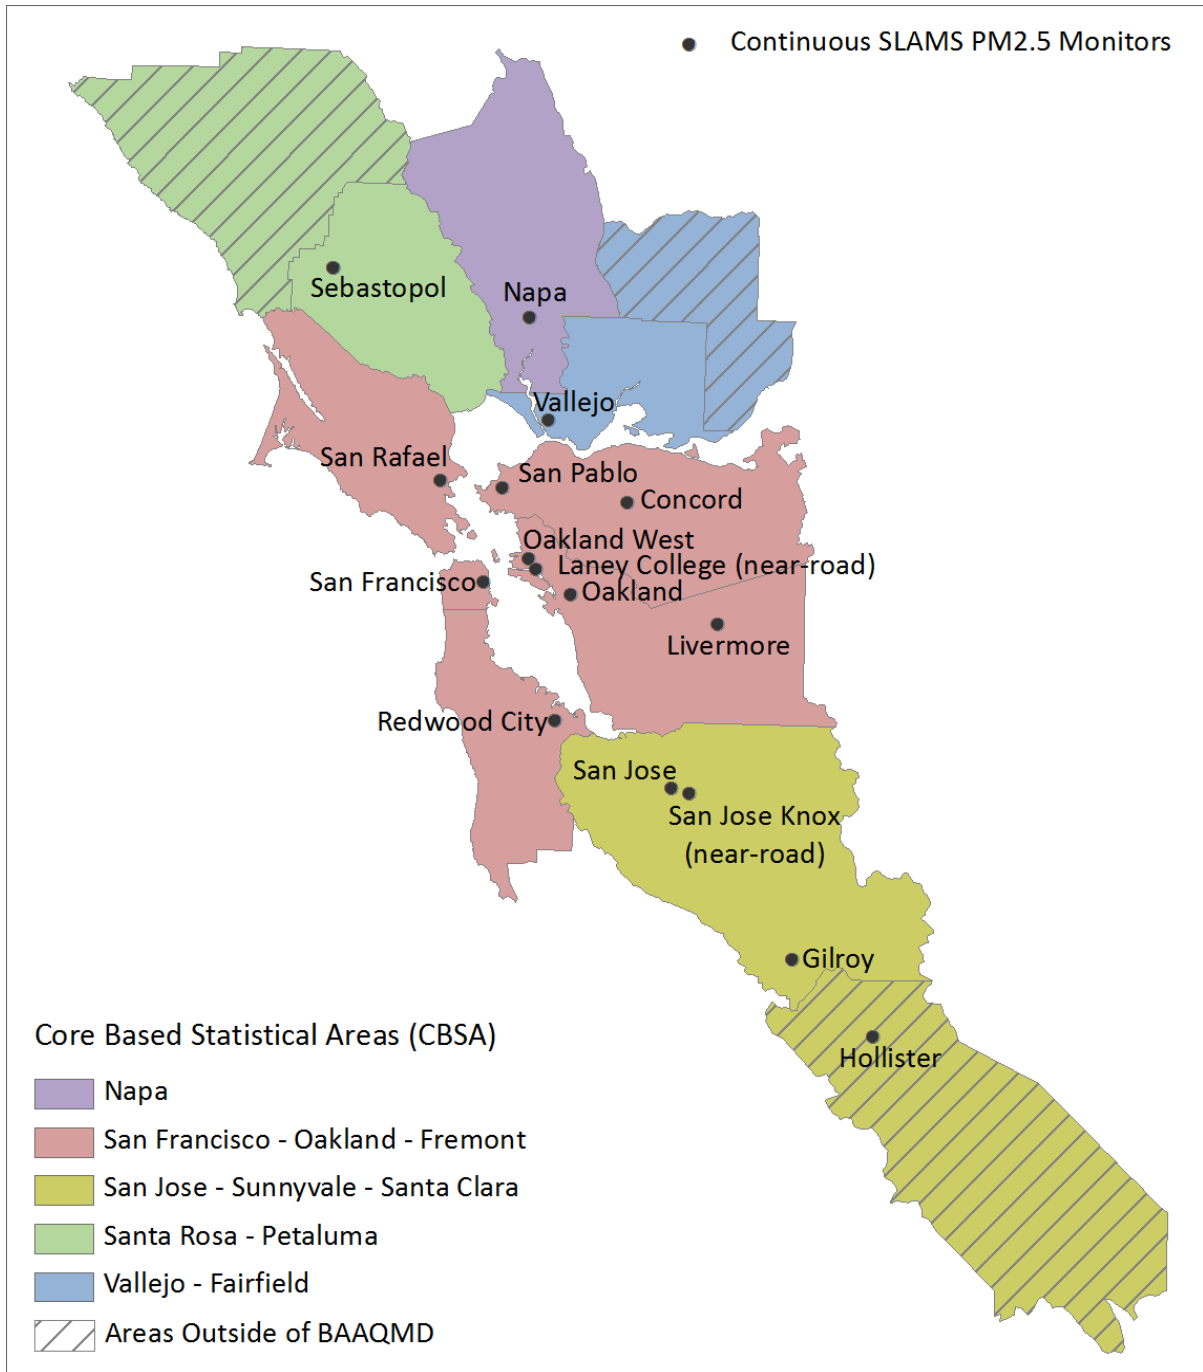 Continuous SLAMS PM2.5 Monitors
Sebastopol
Napa
Vallejo
San Rafael
San Pablo
Concord
Oakland West
Laney College (near-road)
San Francisco
Oakland
Livermore
Redwood City
San Jose
San Jose Knox
(near-road)
Gilroy
Hollister
Core Based Statistical Areas (CBSA)
Napa
San Francisco - Oakland - Fremont
San Jose - Sunnyvale - Santa Clara
Santa Rosa - Petaluma
Vallejo - Fairfield
Areas Outside of BAAQMD